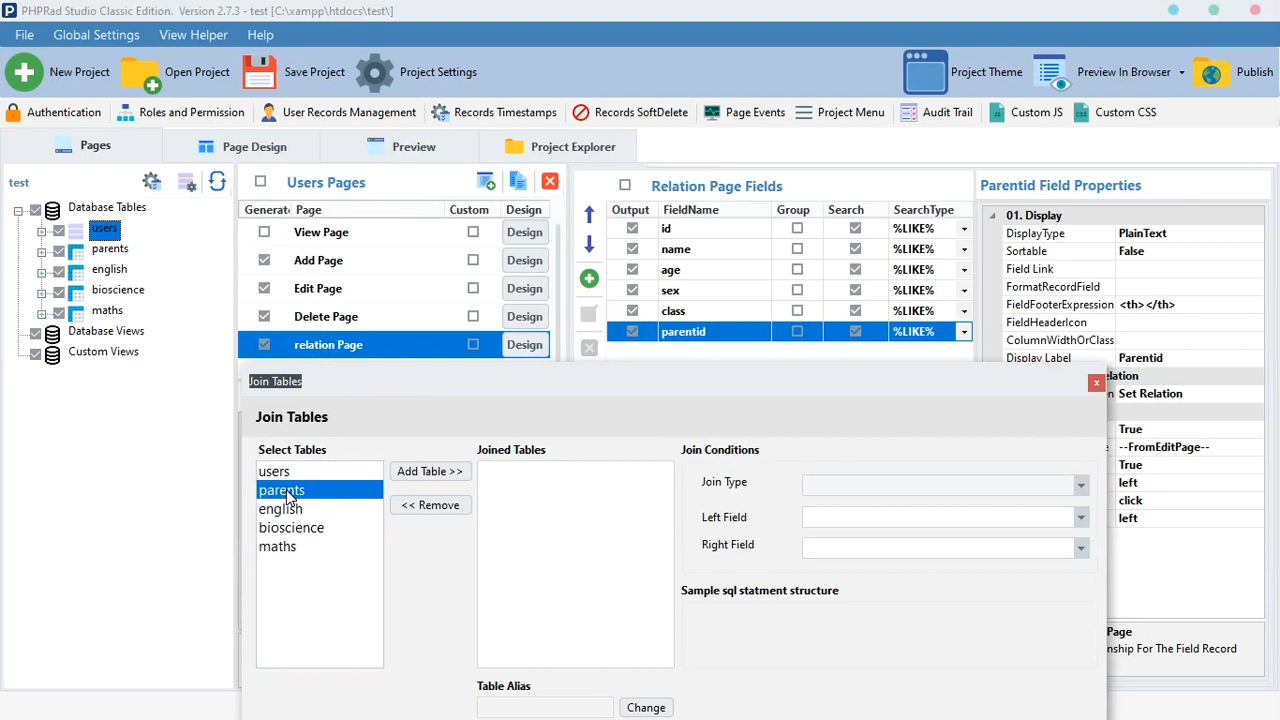 PHPRad Studio Classic Edition. Version 2.7.3 - test [C:\xampp\htdocs\test\]
File Global Settings View Helper Help
New Project Open Project Save Project Project Settings Project Theme Preview In Browser Publish
Authentication Roles and Permission User Records Management Records Timestamps Records SoftDelete Page Events Project Menu Audit Trail Custom JS Custom CSS
Pages Page Design Preview Project Explorer
test
Database Tables
users
parents
english
bioscience
maths
Database Views
Custom Views
Users Pages
Generate Page Custom Design
View Page Design
Add Page Design
Edit Page Design
Delete Page Design
relation Page Design
Relation Page Fields
Output FieldName Group Search SearchType
id %LIKE%
name %LIKE%
age %LIKE%
sex %LIKE%
class %LIKE%
parentid %LIKE%
Parentid Field Properties
01. Display
DisplayType PlainText
Sortable False
Field Link
FormatRecordField
FieldFooterExpression <th></th>
FieldHeaderIcon
ColumnWidthOrClass
Display Label Parentid
elation
Set Relation
True
--FromEditPage--
True
left
click
left
Page
nship For The Field Record
Join Tables
Join Tables
Select Tables
users
parents
english
bioscience
maths
Add Table >>
<< Remove
Joined Tables
Join Conditions
Join Type
Left Field
Right Field
Sample sql statment structure
Table Alias
Change